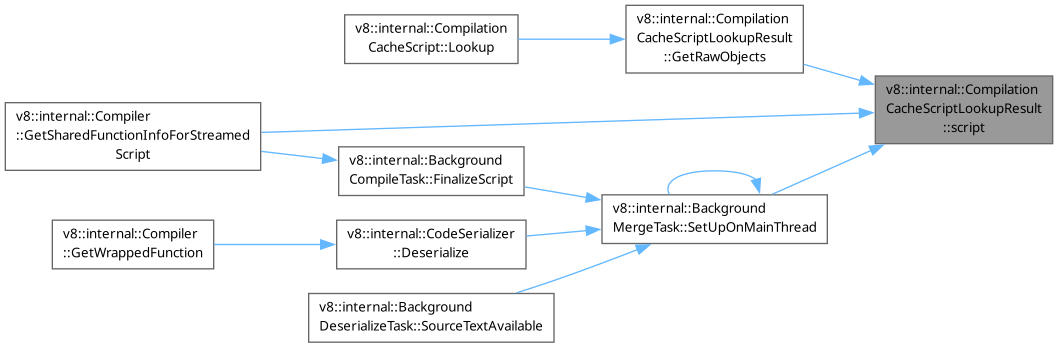 v8::internal::Compilation
CacheScript::Lookup
v8::internal::Compilation
CacheScriptLookupResult
::GetRawObjects
v8::internal::Compilation
CacheScriptLookupResult
::script
v8::internal::Compiler
::GetSharedFunctionInfoForStreamed
Script
v8::internal::Background
CompileTask::FinalizeScript
v8::internal::Background
MergeTask::SetUpOnMainThread
v8::internal::Compiler
::GetWrappedFunction
v8::internal::CodeSerializer
::Deserialize
v8::internal::Background
DeserializeTask::SourceTextAvailable